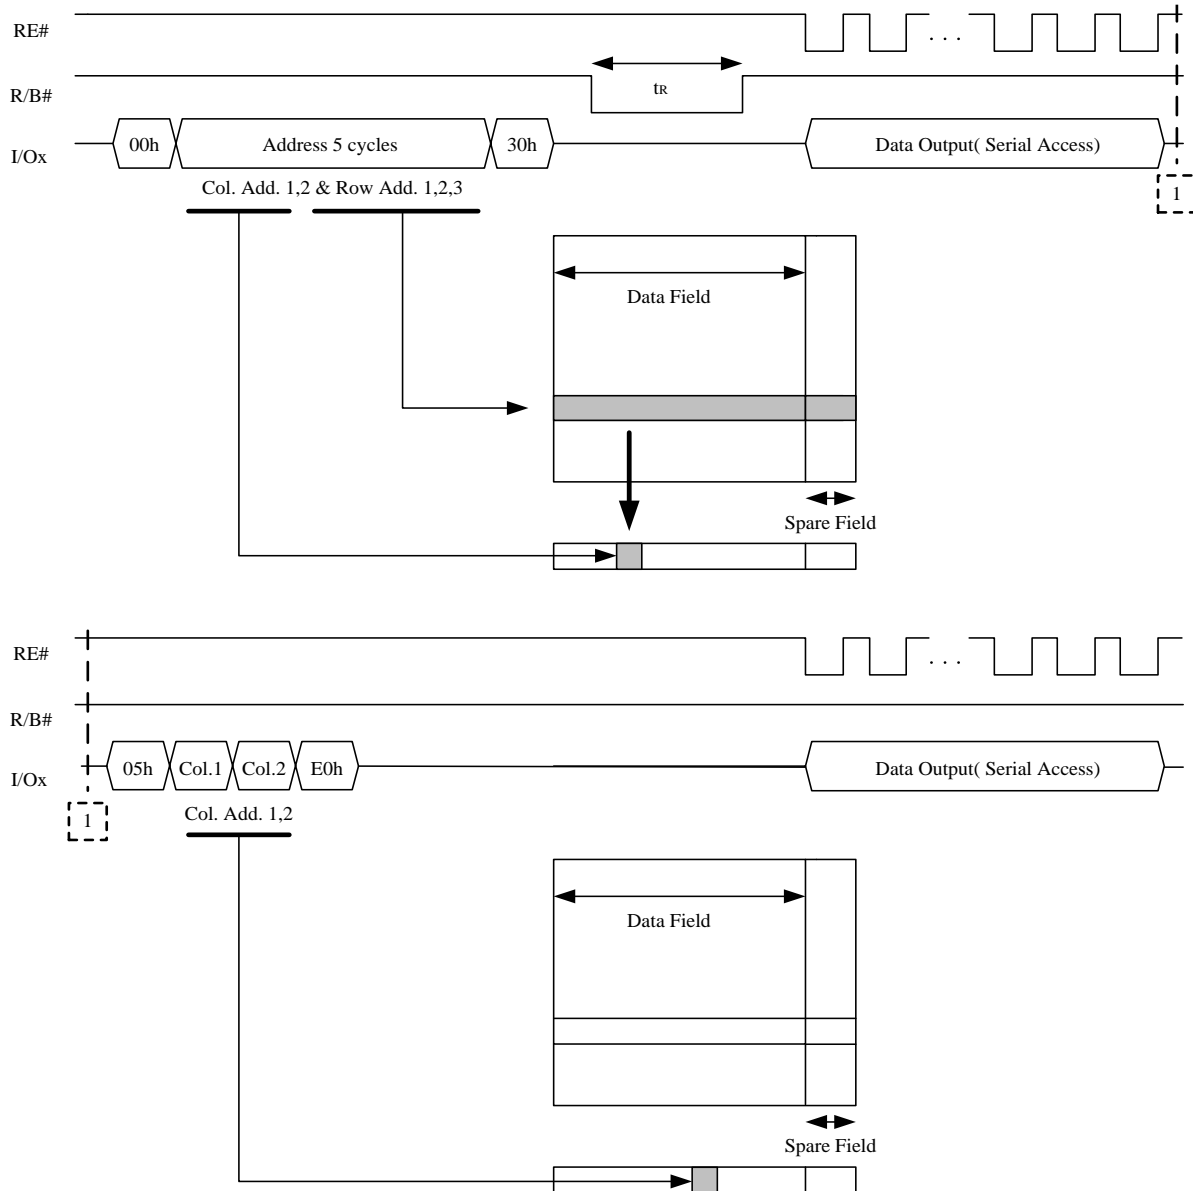 RE#
. . .
R/B#
tR
I/Ox
00h
Address 5 cycles
30h
Data Output( Serial Access)
Col. Add. 1,2 & Row Add. 1,2,3
1
Data Field
Spare Field
RE#
. . .
R/B#
I/Ox
05h
Col.1
Col.2
E0h
Data Output( Serial Access)
1
Col. Add. 1,2
Data Field
Spare Field